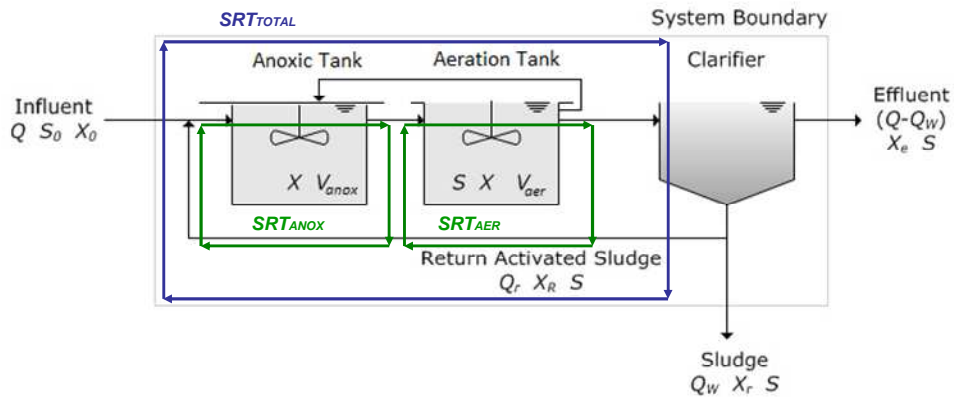 SRTTOTAL
System Boundary
Anoxic Tank
Aeration Tank
Clarifier
Influent
Q S0 X0
Effluent
(Q-QW)
Xe S
X Vanox
S X Vaer
SRTANOX
SRTAER
Return Activated Sludge
Qr XR S
Sludge
QW Xr S